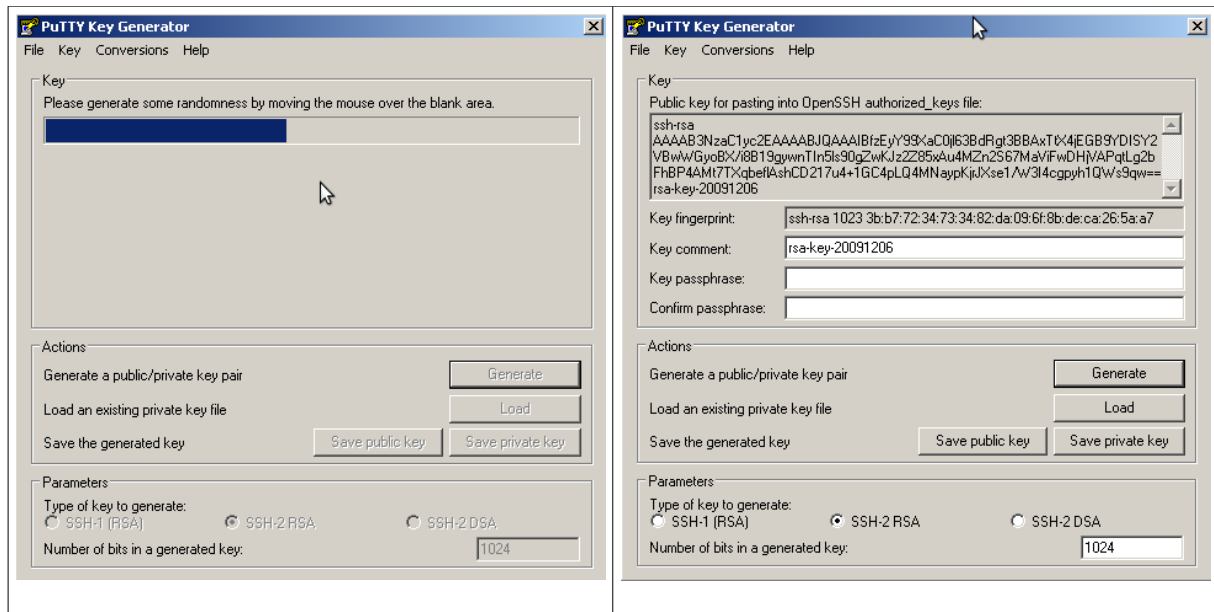 PuTTY Key Generator
File Key Conversions Help
Key
Please generate some randomness by moving the mouse over the blank area.
Actions
Generate a public/private key pair
Generate
Load an existing private key file
Load
Save the generated key
Save public key
Save private key
Parameters
Type of key to generate:
SSH-1 (RSA)
SSH-2 RSA
SSH-2 DSA
Number of bits in a generated key:
1024
PuTTY Key Generator
File Key Conversions Help
Key
Public key for pasting into OpenSSH authorized_keys file:
ssh-rsa
rsa-key-20091206
Key fingerprint:
ssh-rsa 1023 3b:b7:72:34:73:34:82:da:09:6f:8b:de:ca:26:5a:a7
Key comment:
rsa-key-20091206
Key passphrase:
Confirm passphrase:
Actions
Generate a public/private key pair
Generate
Load an existing private key file
Load
Save the generated key
Save public key
Save private key
Parameters
Type of key to generate:
SSH-1 (RSA)
SSH-2 RSA
SSH-2 DSA
Number of bits in a generated key:
1024